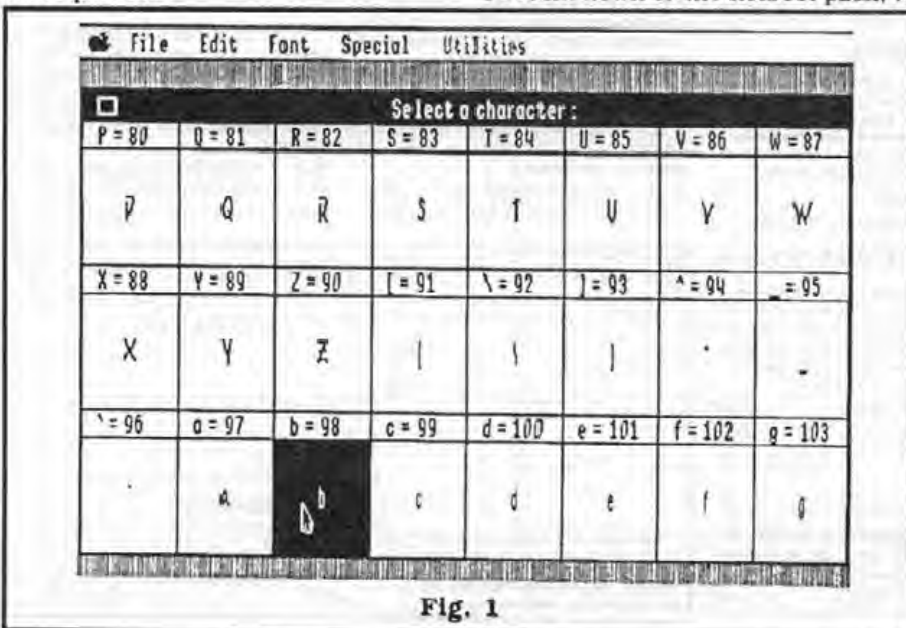 File Edit Font Special Utilities
Select a character:
P = 80 Q = 81 R = 82 S = 83 T = 84 U = 85 V = 86 W = 87
P Q R S T U V W
X = 88 Y = 89 Z = 90 [ = 91 \ = 92 ] = 93 ^ = 94 _ = 95
X Y Z [ \ ] ^ _
` = 96 a = 97 b = 98 c = 99 d = 100 e = 101 f = 102 g = 103
` a b c d e f g
Fig. 1